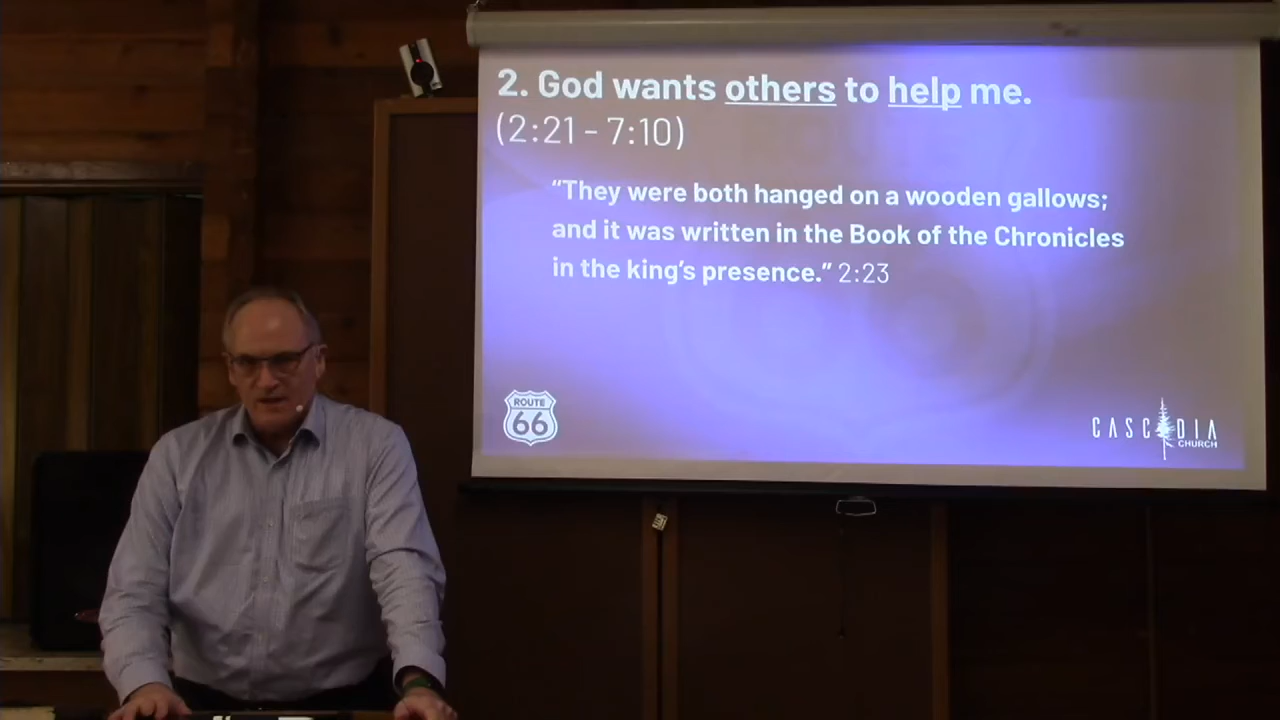 2. God wants others to help me.
(2:21 - 7:10)
“They were both hanged on a wooden gallows;
and it was written in the Book of the Chronicles
in the king’s presence.” 2:23
ROUTE
66
CASCADIA
CHURCH